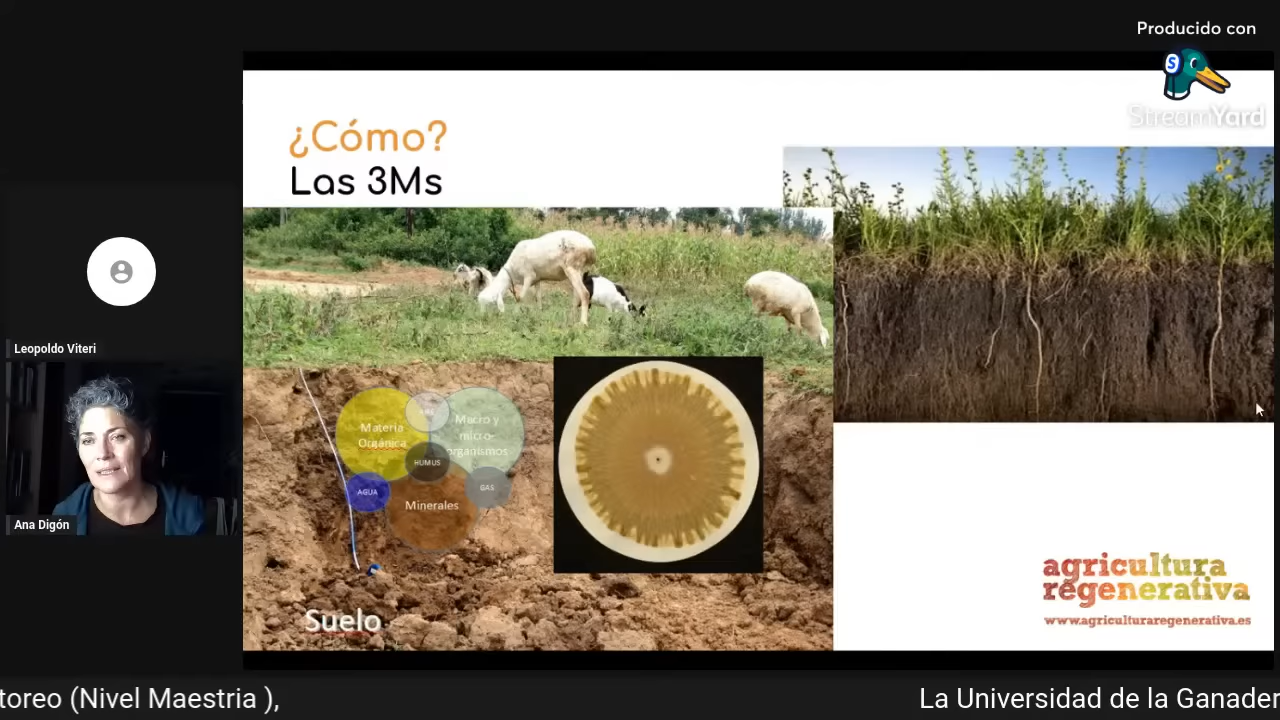 Producido con
StreamYard
¿Cómo?
Las 3Ms
Leopoldo Viteri
Ana Digón
Materia
Orgánica
AIRE
Macro y
micro-
organismos
HUMUS
AGUA
GAS
Minerales
Suelo
agricultura
regenerativa
www.agriculturaregenerativa.es
toreo (Nivel Maestria ),
La Universidad de la Ganader